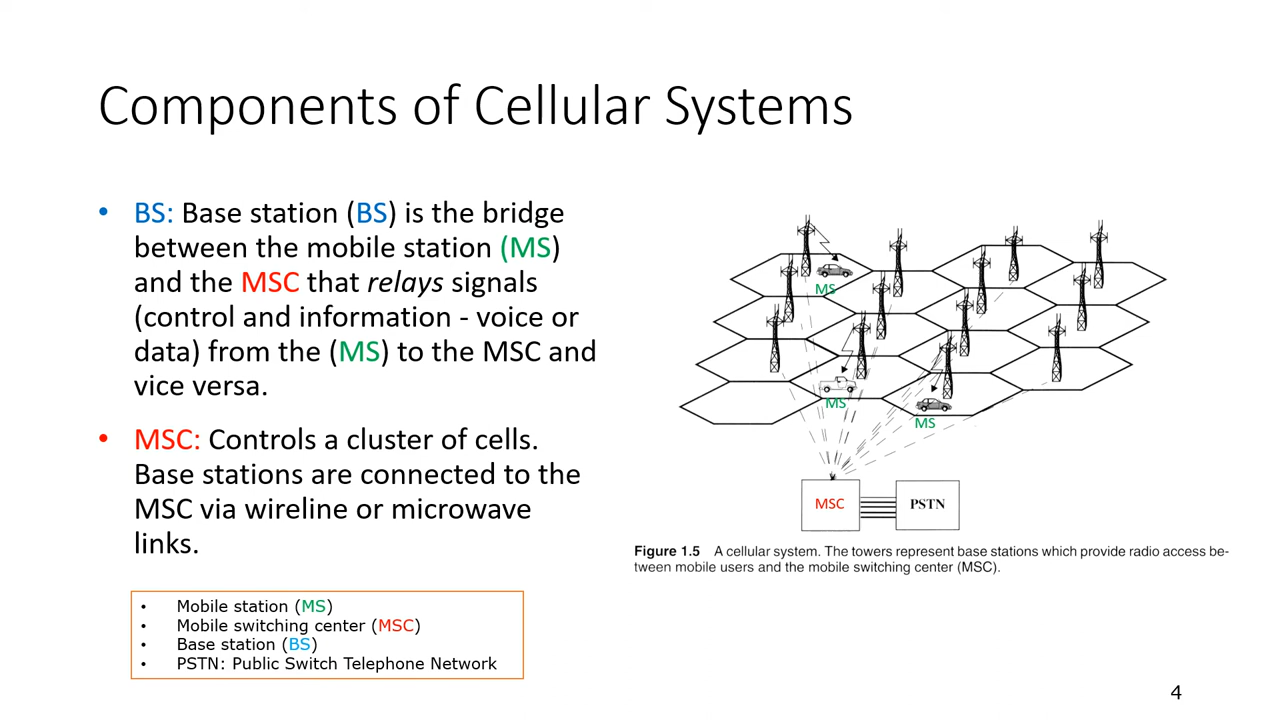 Components of Cellular Systems
• BS: Base station (BS) is the bridge
between the mobile station (MS)
and the MSC that relays signals
(control and information - voice or
data) from the (MS) to the MSC and
vice versa.
• MSC: Controls a cluster of cells.
Base stations are connected to the
MSC via wireline or microwave
links.
• Mobile station (MS)
• Mobile switching center (MSC)
• Base station (BS)
• PSTN: Public Switch Telephone Network
MS
MS
MS
MSC
PSTN
Figure 1.5 A cellular system. The towers represent base stations which provide radio access be-
tween mobile users and the mobile switching center (MSC).
4